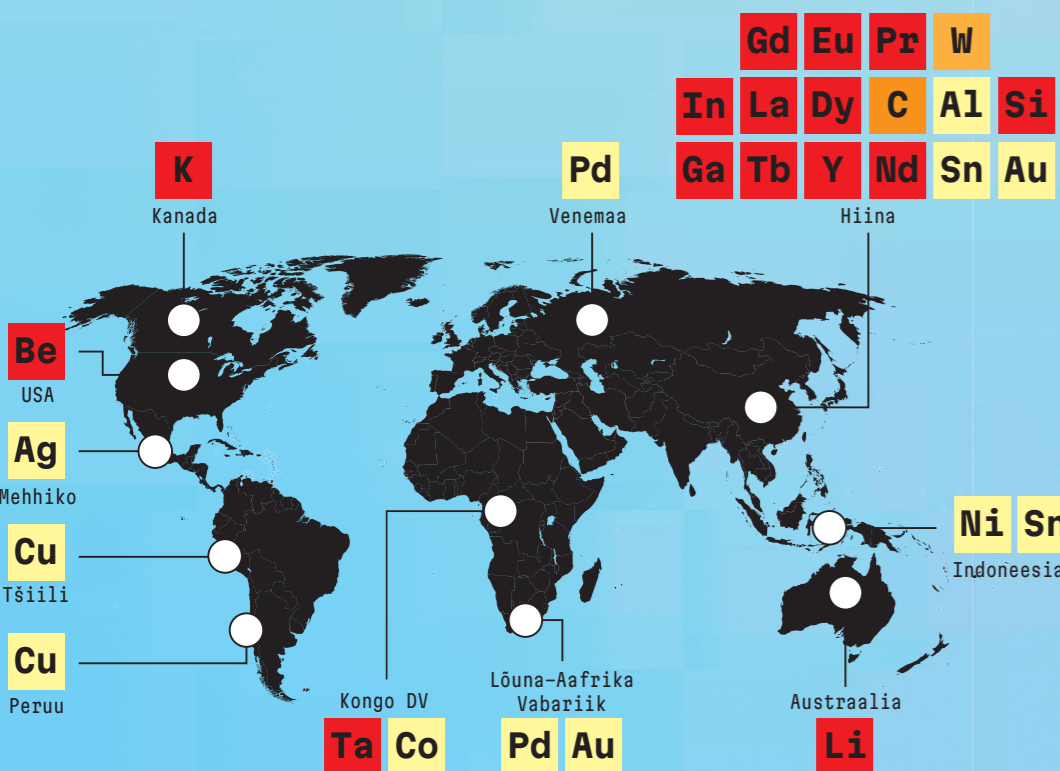 Gd Eu Pr W
In La Dy C Al Si
Ga Tb Y Nd Sn Au
Hiina
K
Kanada
Pd
Venemaa
Be
USA
Ag
Mehhiko
Cu
Tšiili
Cu
Peruu
Ni Sn
Indoneesia
Kongo DV
Ta Co
Lõuna-Aafrika
Vabariik
Pd Au
Austraalia
Li